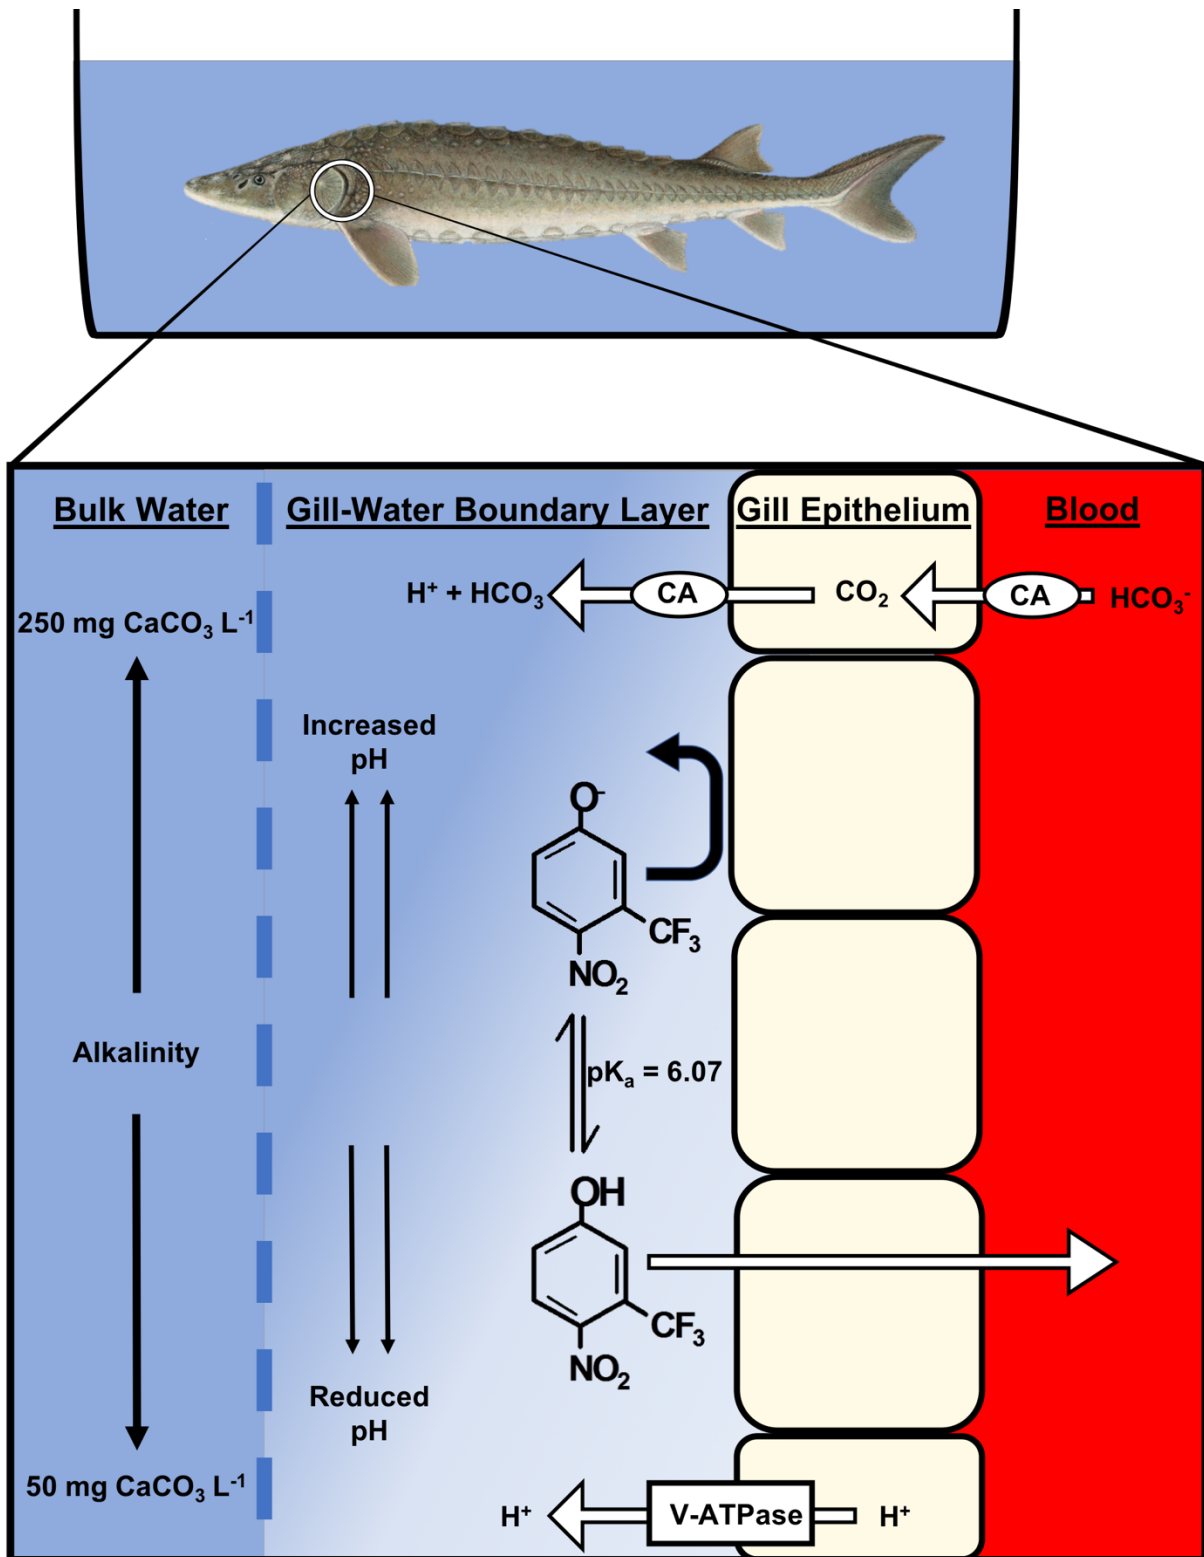 Bulk Water
Gill-Water Boundary Layer
Gill Epithelium
Blood
H⁺ + HCO₃
CA
CO₂
CA
HCO₃⁻
250 mg CaCO₃ L⁻¹
Increased
pH
O⁻
CF₃
NO₂
Alkalinity
pKₐ = 6.07
OH
CF₃
NO₂
Reduced
pH
50 mg CaCO₃ L⁻¹
H⁺
V-ATPase
H⁺